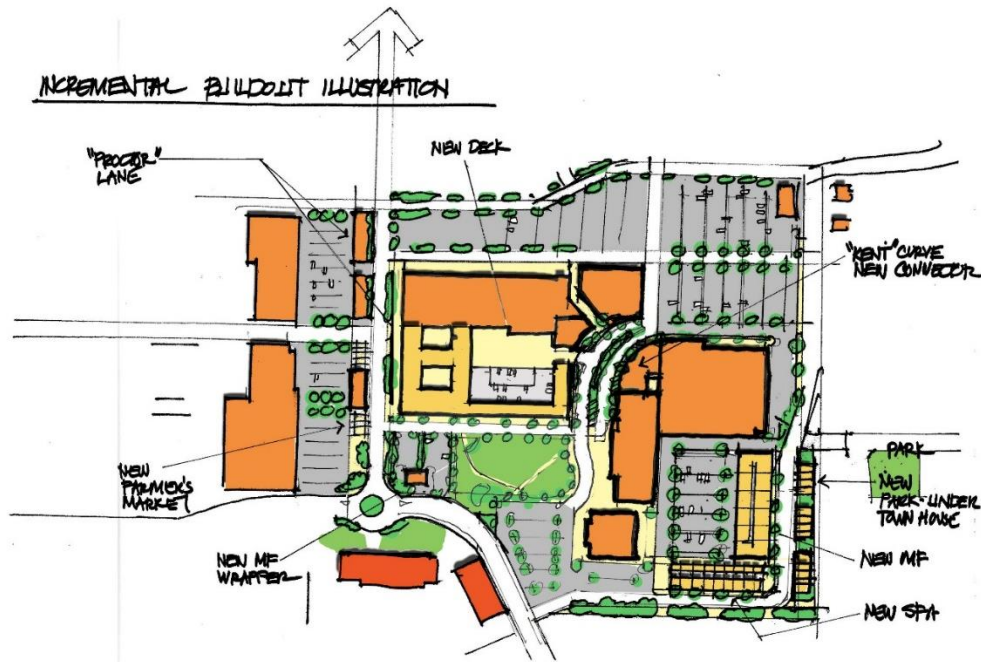 INCREMENTAL BUILDOUT ILLUSTRATION
"PROCTOR"
LANE
NEW DECK
"KENT" CURVE
NEW CONNECTOR
NEW
FARMER'S
MARKET
NEW MF
WRAPPER
PARK
NEW
PARK-UNDER
TOWN HOUSE
NEW MF
NEW SPA